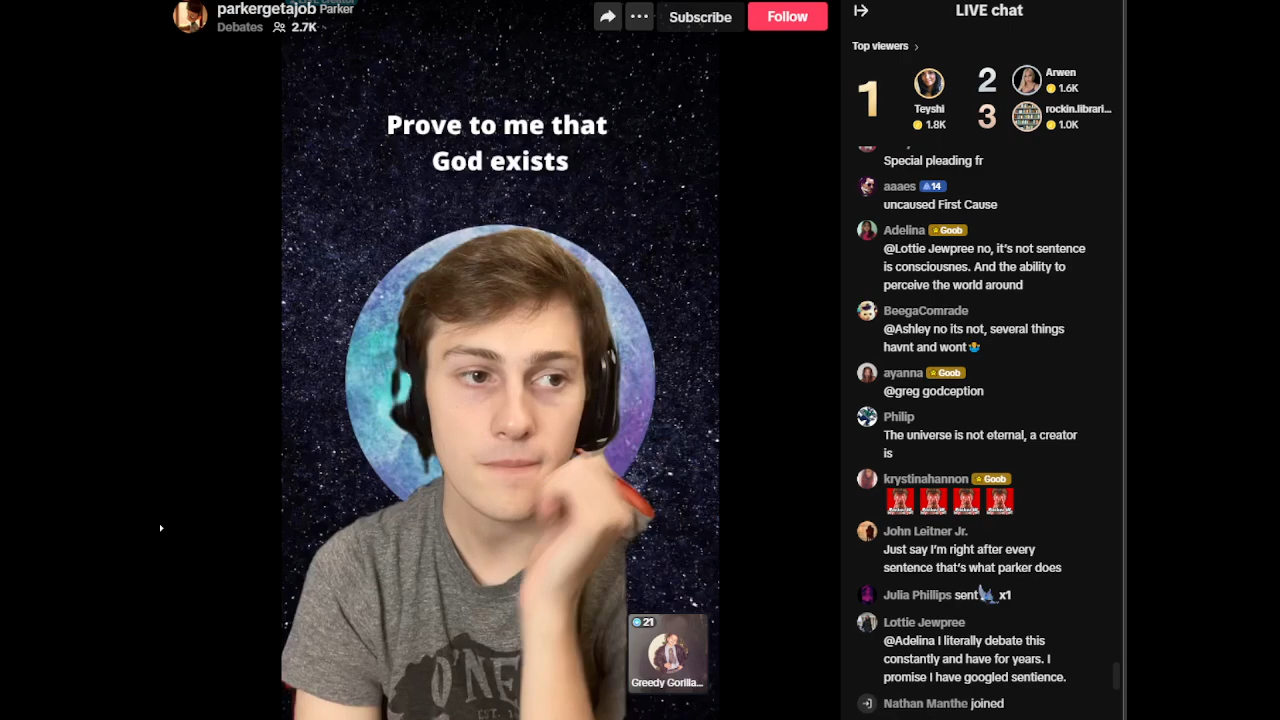 parkergetajob Parker
Debates 2.7K
Subscribe
Follow
Prove to me that
God exists
O'NE
EST.
21
Greedy Gorilla...
LIVE chat
Top viewers >
1
Teyshi
1.8K
2
Arwen
1.6K
3
rockin.librari...
1.0K
Special pleading fr
aaaes 14
uncaused First Cause
Adelina Goob
@Lottie Jewpree no, it's not sentence
is consciousnes. And the ability to
perceive the world around
BeegaComrade
@Ashley no its not, several things
havnt and wont🤷
ayanna Goob
@greg godception
Philip
The universe is not eternal, a creator
is
krystinahannon Goob
John Leitner Jr.
Just say I'm right after every
sentence that's what parker does
Julia Phillips sent x1
Lottie Jewpree
@Adelina I literally debate this
constantly and have for years. I
promise I have googled sentience.
Nathan Manthe joined